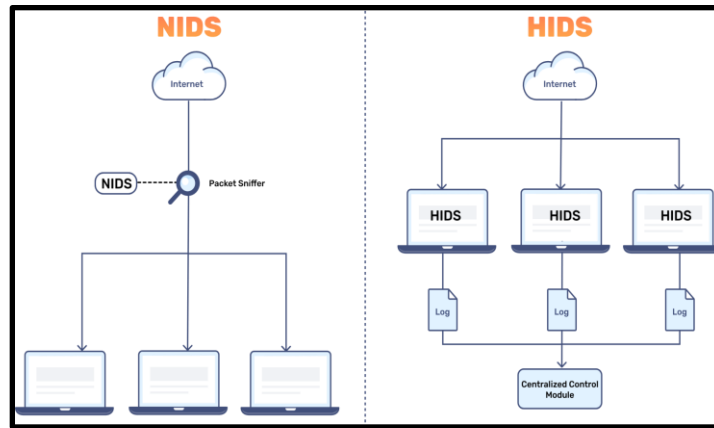 NIDS
Internet
NIDS
Packet Sniffer
HIDS
Internet
HIDS
HIDS
HIDS
Log
Log
Log
Centralized Control
Module